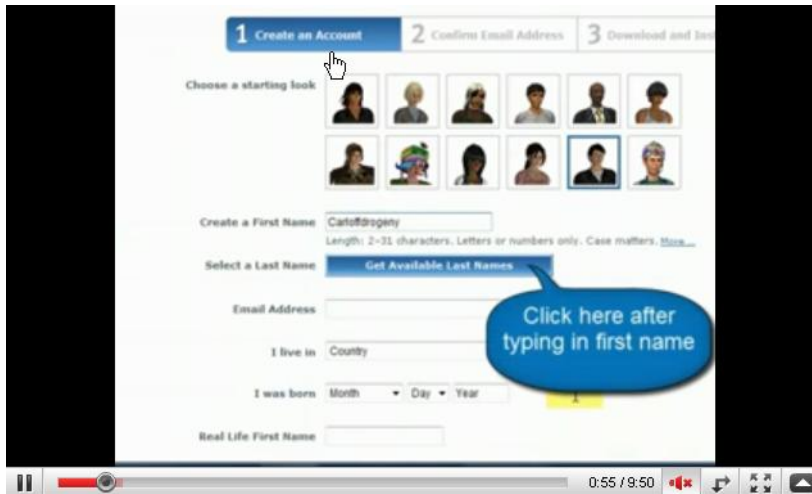 1 Create an Account 2 Confirm Email Address 3 Download and Inst
Choose a starting look
Create a First Name Carloffdrogeny
Length: 2-31 characters. Letters or numbers only. Case matters. More...
Select a Last Name Get Available Last Names
Click here after
typing in first name
Email Address
I live in Country
I was born Month Day Year
Real Life First Name
0:55 / 9:50